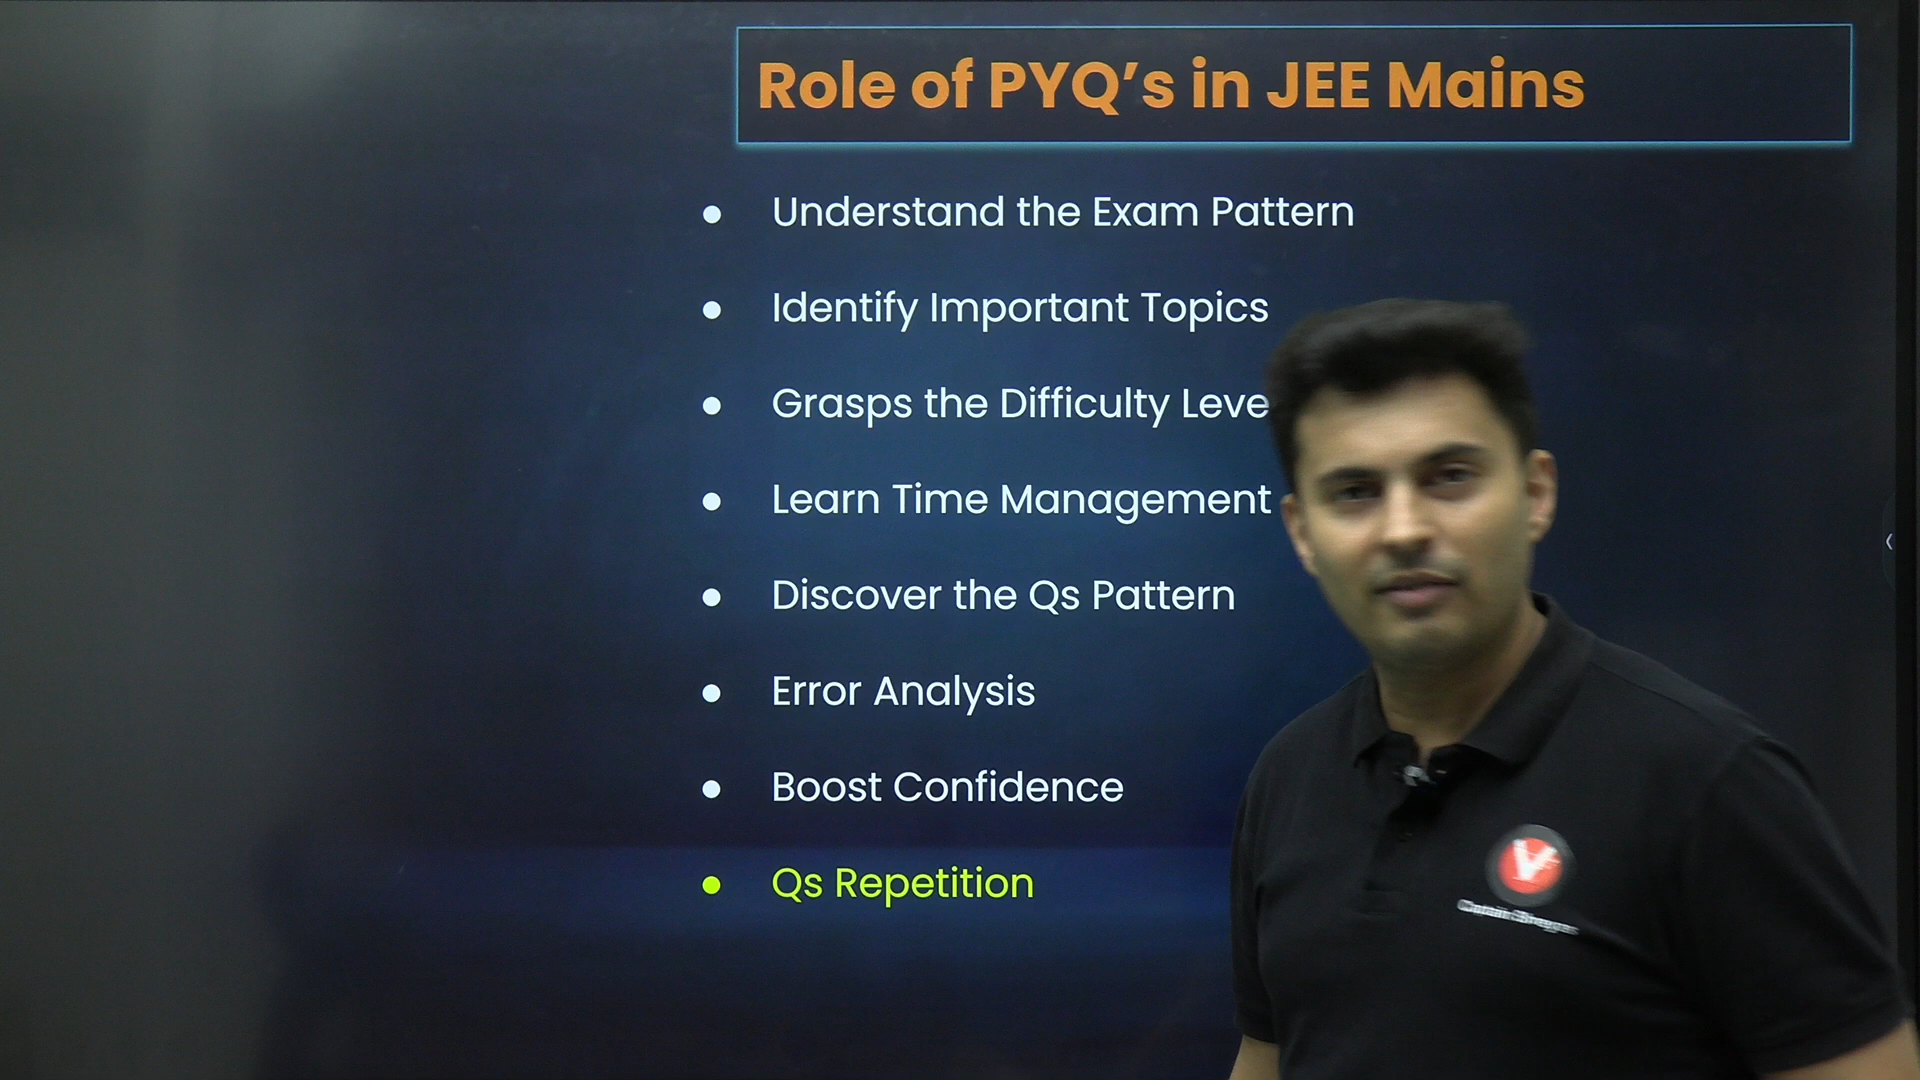 Role of PYQ’s in JEE Mains
Understand the Exam Pattern
Identify Important Topics
Grasps the Difficulty Leve
Learn Time Management
Discover the Qs Pattern
Error Analysis
Boost Confidence
Qs Repetition
V